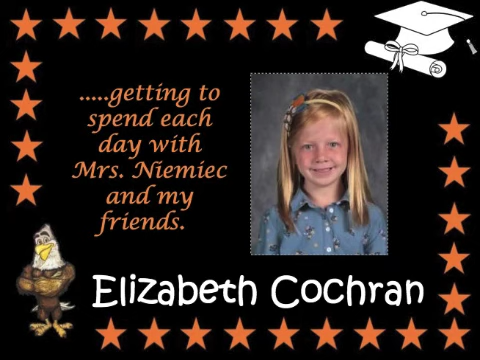 .....getting to
spend each
day with
Mrs. Niemiec
and my
friends.
Elizabeth Cochran